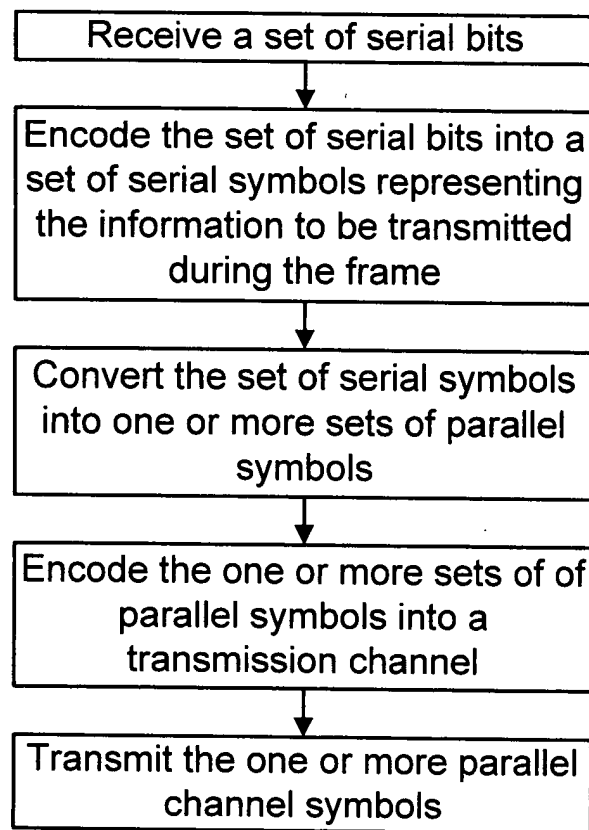 Receive a set of serial bits
Encode the set of serial bits into a
set of serial symbols representing
the information to be transmitted
during the frame
Convert the set of serial symbols
into one or more sets of parallel
symbols
Encode the one or more sets of of
parallel symbols into a
transmission channel
Transmit the one or more parallel
channel symbols